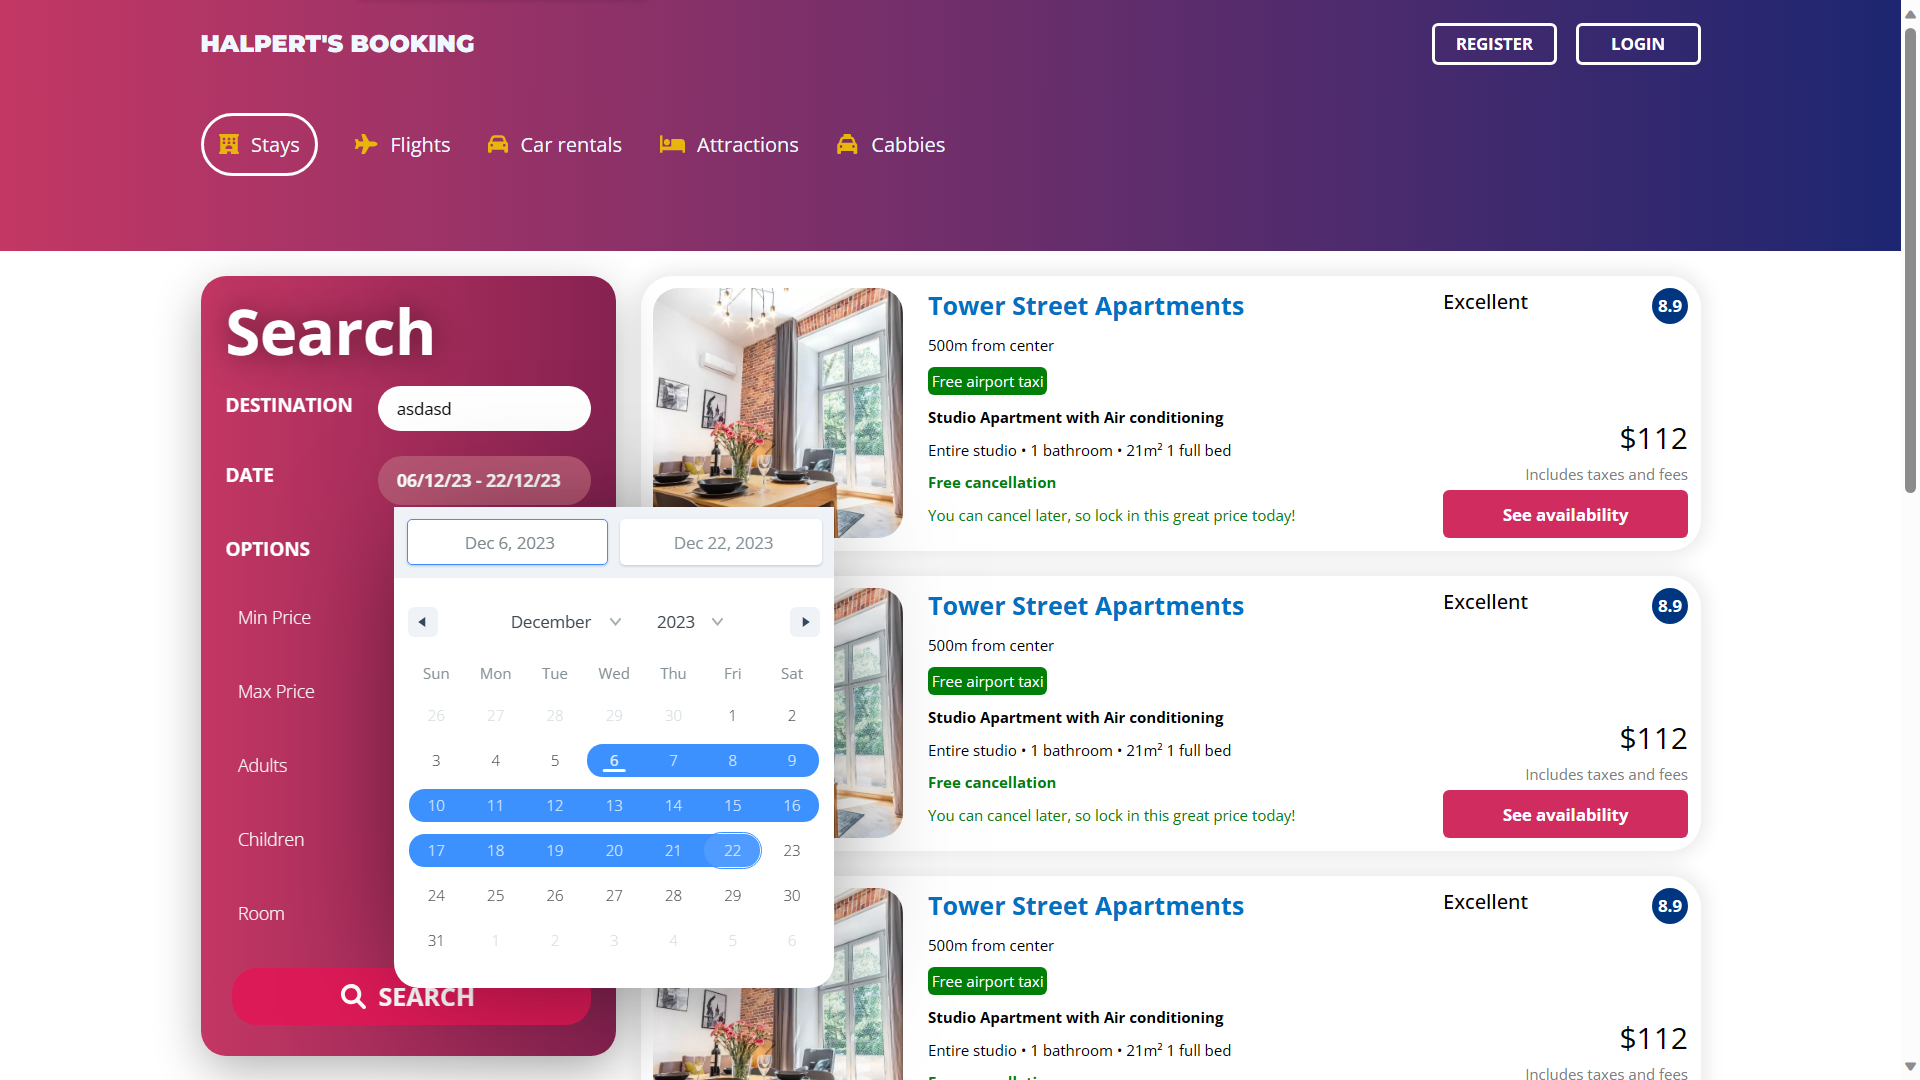 HALPERT'S BOOKING
REGISTER
LOGIN
Stays
Flights
Car rentals
Attractions
Cabbies
Search
DESTINATION
asdasd
DATE
06/12/23 - 22/12/23
OPTIONS
Min Price
Max Price
Adults
Children
Room
SEARCH
Dec 6, 2023
Dec 22, 2023
December
2023
Sun Mon Tue Wed Thu Fri Sat
26 27 28 29 30 1 2
3 4 5 6 7 8 9
10 11 12 13 14 15 16
17 18 19 20 21 22 23
24 25 26 27 28 29 30
31 1 2 3 4 5 6
Tower Street Apartments
500m from center
Free airport taxi
Studio Apartment with Air conditioning
Entire studio • 1 bathroom • 21m² 1 full bed
Free cancellation
You can cancel later, so lock in this great price today!
Excellent
8.9
$112
Includes taxes and fees
See availability
Tower Street Apartments
500m from center
Free airport taxi
Studio Apartment with Air conditioning
Entire studio • 1 bathroom • 21m² 1 full bed
Free cancellation
You can cancel later, so lock in this great price today!
Excellent
8.9
$112
Includes taxes and fees
See availability
Tower Street Apartments
500m from center
Free airport taxi
Studio Apartment with Air conditioning
Entire studio • 1 bathroom • 21m² 1 full bed
Excellent
8.9
$112
Includes taxes and fees